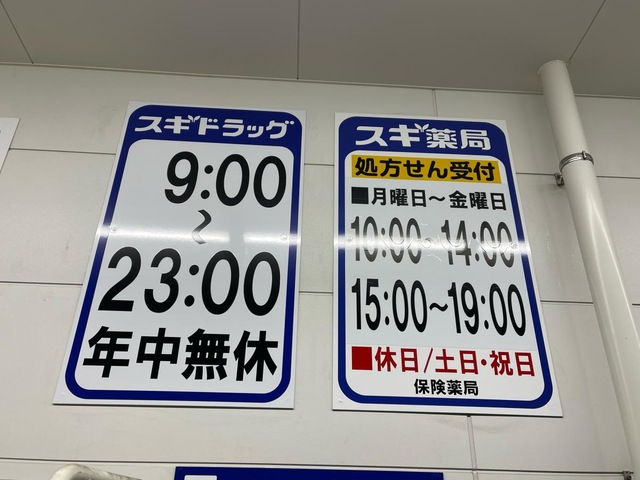 スギドラッグ
9:00
～
23:00
年中無休
スギ薬局
処方せん受付
■月曜日～金曜日
10:00～14:00
15:00～19:00
■休日/土日・祝日
保険薬局